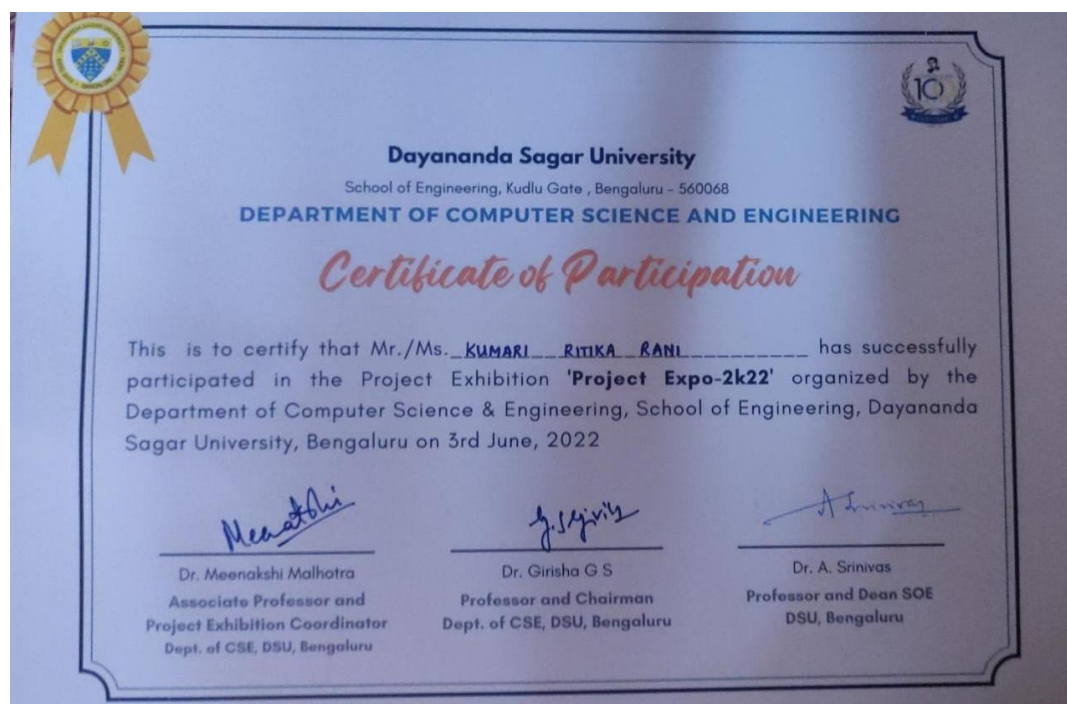 10
Dayananda Sagar University
School of Engineering, Kudlu Gate , Bengaluru - 560068
DEPARTMENT OF COMPUTER SCIENCE AND ENGINEERING
Certificate of Participation
This is to certify that Mr./Ms. KUMARI RITIKA RANI has successfully
participated in the Project Exhibition 'Project Expo-2k22' organized by the
Department of Computer Science & Engineering, School of Engineering, Dayananda
Sagar University, Bengaluru on 3rd June, 2022
Dr. Meenakshi Malhotra
Associate Professor and
Project Exhibition Coordinator
Dept. of CSE, DSU, Bengaluru
Dr. Girisha G S
Professor and Chairman
Dept. of CSE, DSU, Bengaluru
Dr. A. Srinivas
Professor and Dean SOE
DSU, Bengaluru